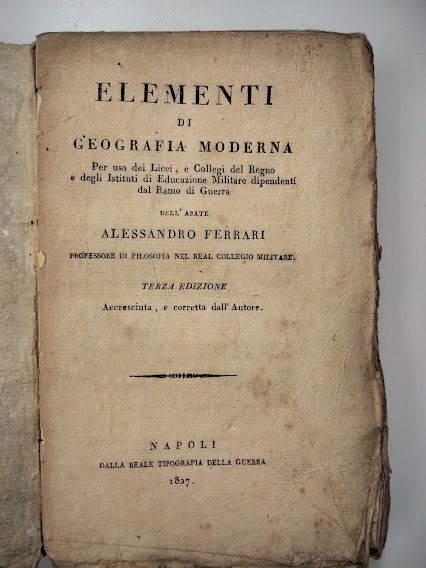 ELEMENTI
DI
GEOGRAFIA MODERNA
Per uso dei Licei, e Collegi del Regno
e degli Istituti di Educazione Militare dipendenti
dal Ramo di Guerra
DELL'ABATE
ALESSANDRO FERRARI
PROFESSORE DI FILOSOFIA NEL REAL COLLEGIO MILITARE.
TERZA EDIZIONE
Accresciuta, e corretta dall'Autore.
NAPOLI
DALLA REALE TIPOGRAFIA DELLA GUERRA
1827.